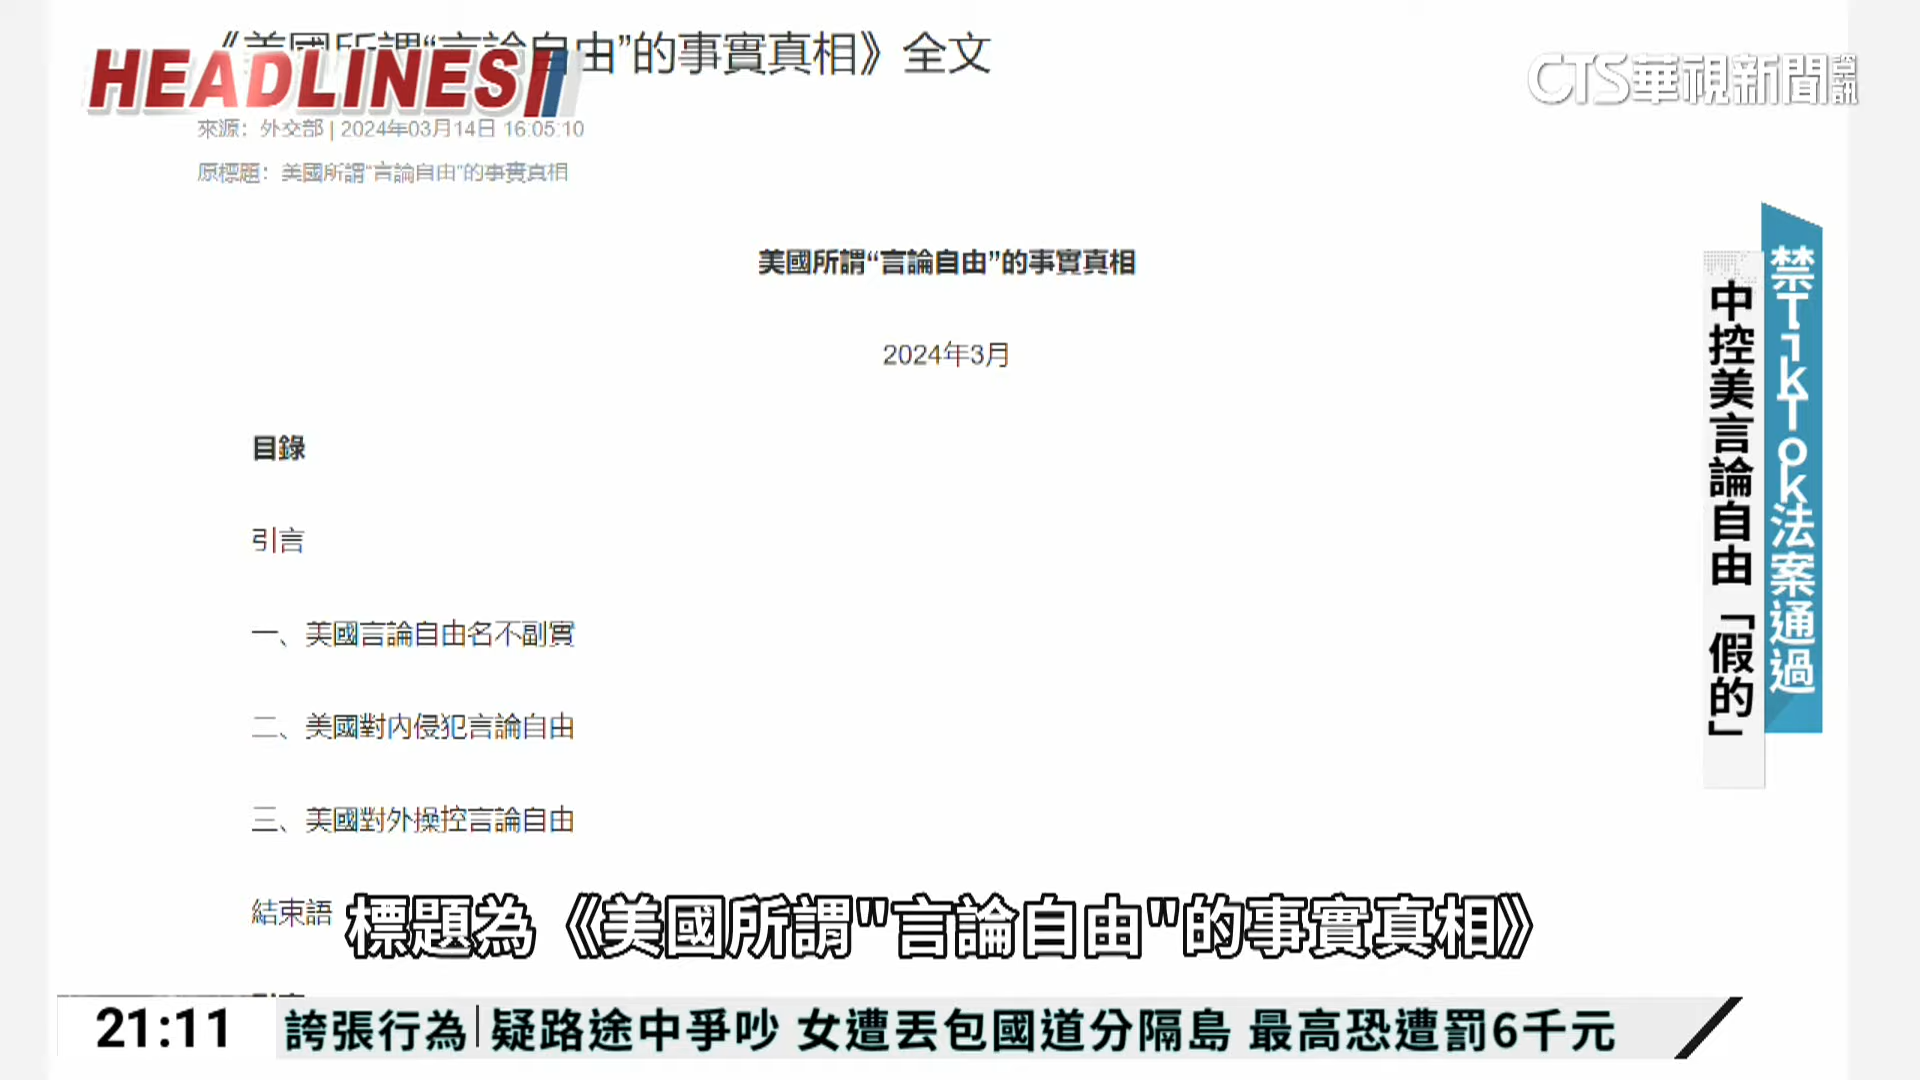 《美國所謂“言論自由”的事實真相》全文
HEADLINES
CTS華視新聞資訊
來源：外交部 | 2024年03月14日 16:05:10
原標題：美國所謂“言論自由”的事實真相
美國所謂“言論自由”的事實真相
2024年3月
目錄
引言
一、美國言論自由名不副實
二、美國對內侵犯言論自由
三、美國對外操控言論自由
結束語
禁TikTok法案通過
中控美言論自由「假的」
標題為《美國所謂"言論自由"的事實真相》
21:11
誇張行為│疑路途中爭吵 女遭丟包國道分隔島 最高恐遭罰6千元